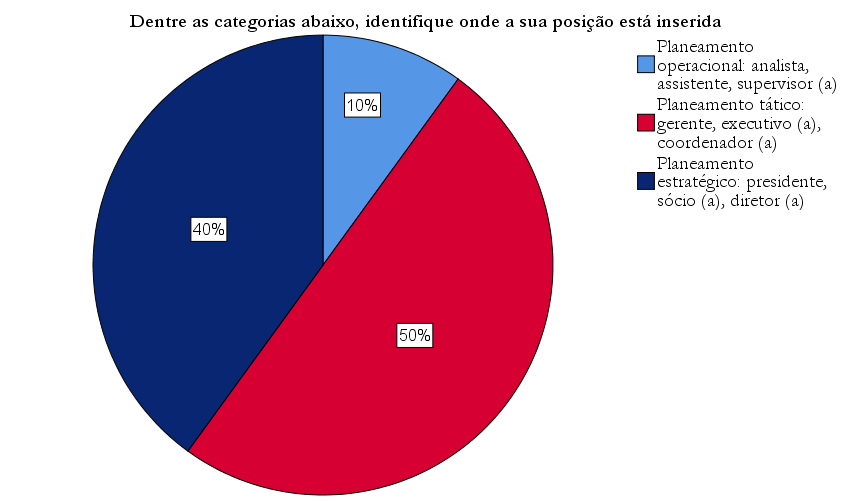 Dentre as categorias abaixo, identifique onde a sua posição está inserida
Planeamento
operacional: analista,
assistente, supervisor (a)
Planeamento tático:
gerente, executivo (a),
coordenador (a)
Planeamento
estratégico: presidente,
sócio (a), diretor (a)
10%
40%
50%